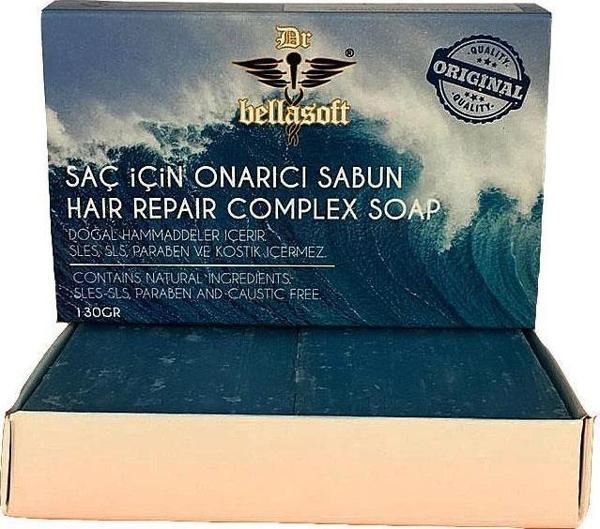 Dr
®
bellasoft
QUALITY
ORIGINAL
QUALITY
SAÇ İÇİN ONARICI SABUN
HAIR REPAIR COMPLEX SOAP
DOĞAL HAMMADDELER İÇERİR.
SLES, SLS, PARABEN VE KOSTİK İÇERMEZ.
CONTAINS NATURAL INGREDIENTS.
SLES-SLS, PARABEN AND CAUSTIC FREE.
130GR